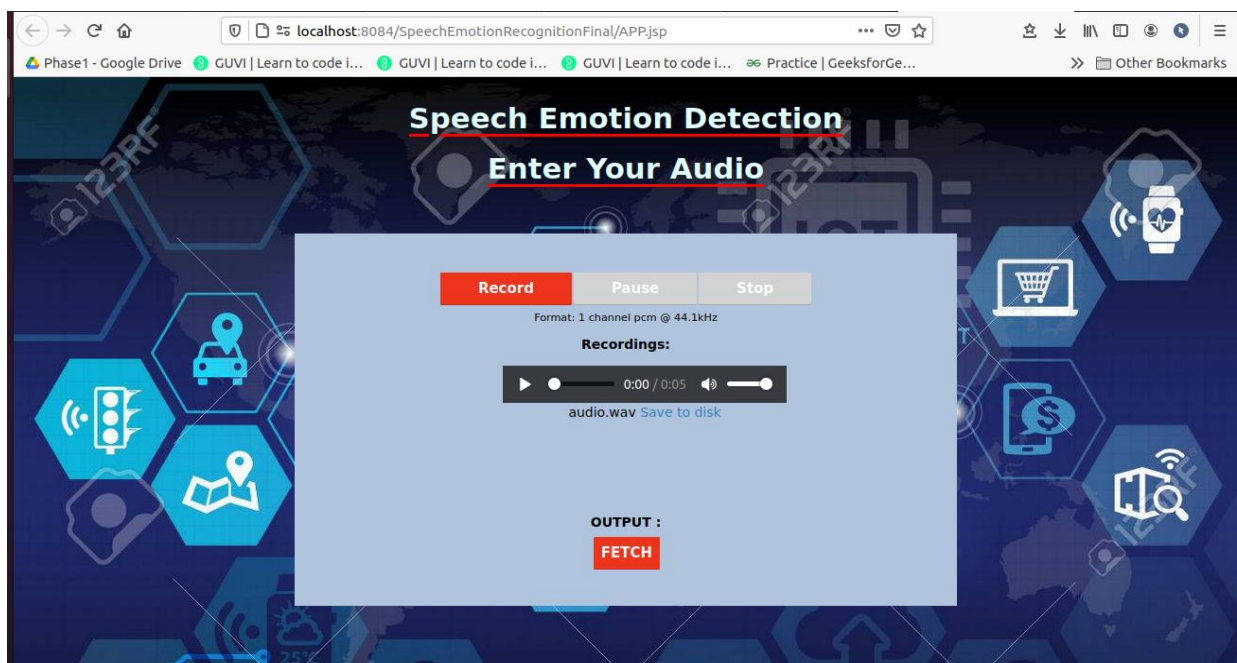 localhost:8084/SpeechEmotionRecognitionFinal/APP.jsp
Phase1 - Google Drive GUVI | Learn to code i... GUVI | Learn to code i... GUVI | Learn to code i... Practice | GeeksforGe... Other Bookmarks
Speech Emotion Detection
Enter Your Audio
123RF
123RF
IOT
Record Pause Stop
Format: 1 channel pcm @ 44.1kHz
Recordings:
0:00 / 0:05
audio.wav Save to disk
OUTPUT :
FETCH
123RF
25°C